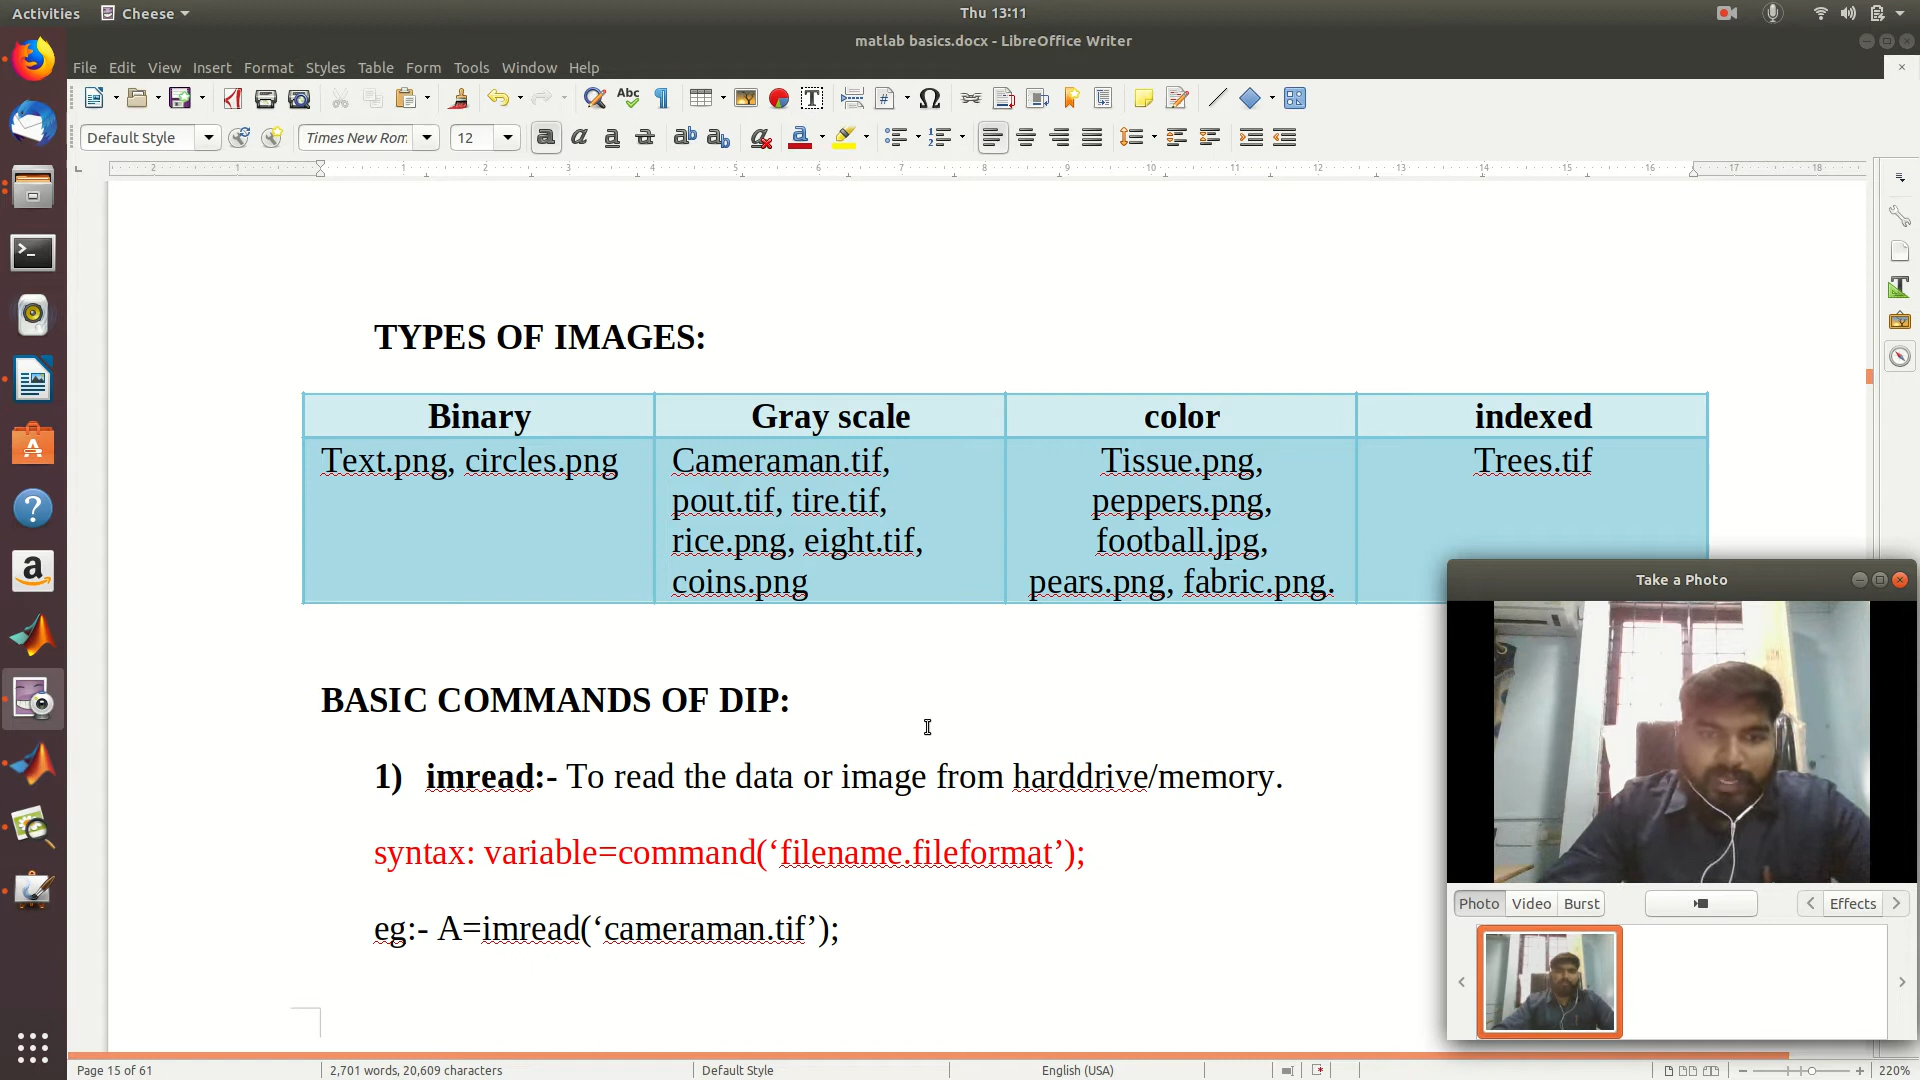 Activities Cheese Thu 13:11
matlab basics.docx - LibreOffice Writer
File Edit View Insert Format Styles Table Form Tools Window Help
Default Style Times New Rom 12
TYPES OF IMAGES:
Binary Gray scale color indexed
Text.png, circles.png
Cameraman.tif,
pout.tif, tire.tif,
rice.png, eight.tif,
coins.png
Tissue.png,
peppers.png,
football.jpg,
pears.png, fabric.png.
Trees.tif
BASIC COMMANDS OF DIP:
1) imread:- To read the data or image from harddrive/memory.
syntax: variable=command(‘filename.fileformat’);
eg:- A=imread(‘cameraman.tif’);
Take a Photo
Photo Video Burst Effects
Page 15 of 61 2,701 words, 20,609 characters Default Style English (USA) 220%